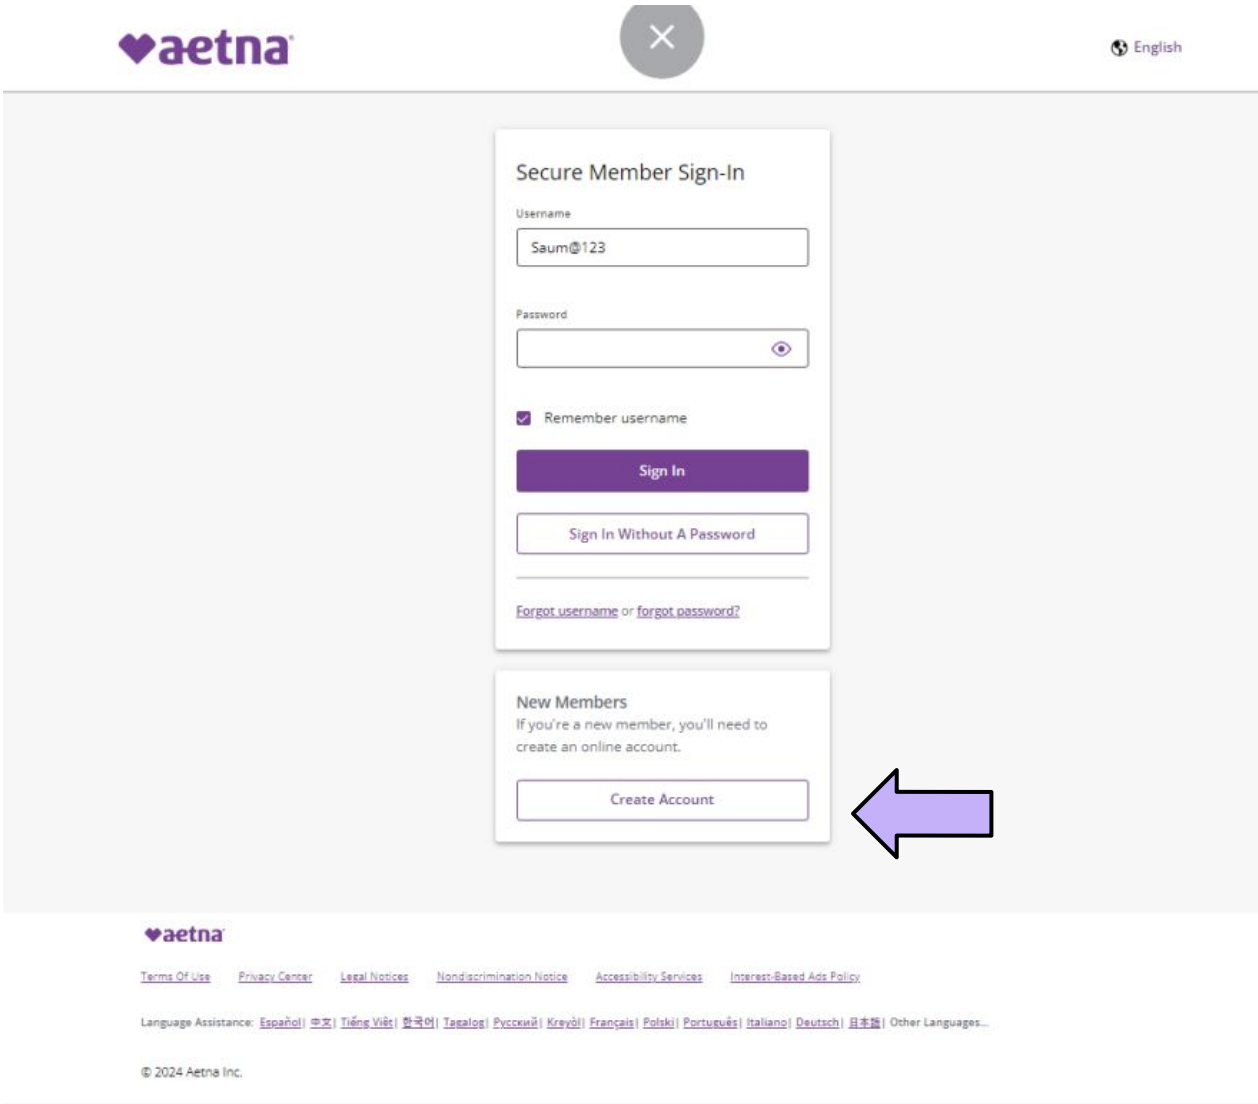 aetna
English
Secure Member Sign-In
Username
Saum@123
Password
Remember username
Sign In
Sign In Without A Password
Forgot username or forgot password?
New Members
If you're a new member, you'll need to
create an online account.
Create Account
aetna
Terms Of Use Privacy Center Legal Notices Nondiscrimination Notice Accessibility Services Interest-Based Ads Policy
Language Assistance: Español| 中文| Tiếng Việt| 한국어| Tagalog| Русский| Kreyòl| Français| Polski| Português| Italiano| Deutsch| 日本語| Other Languages...
© 2024 Aetna Inc.